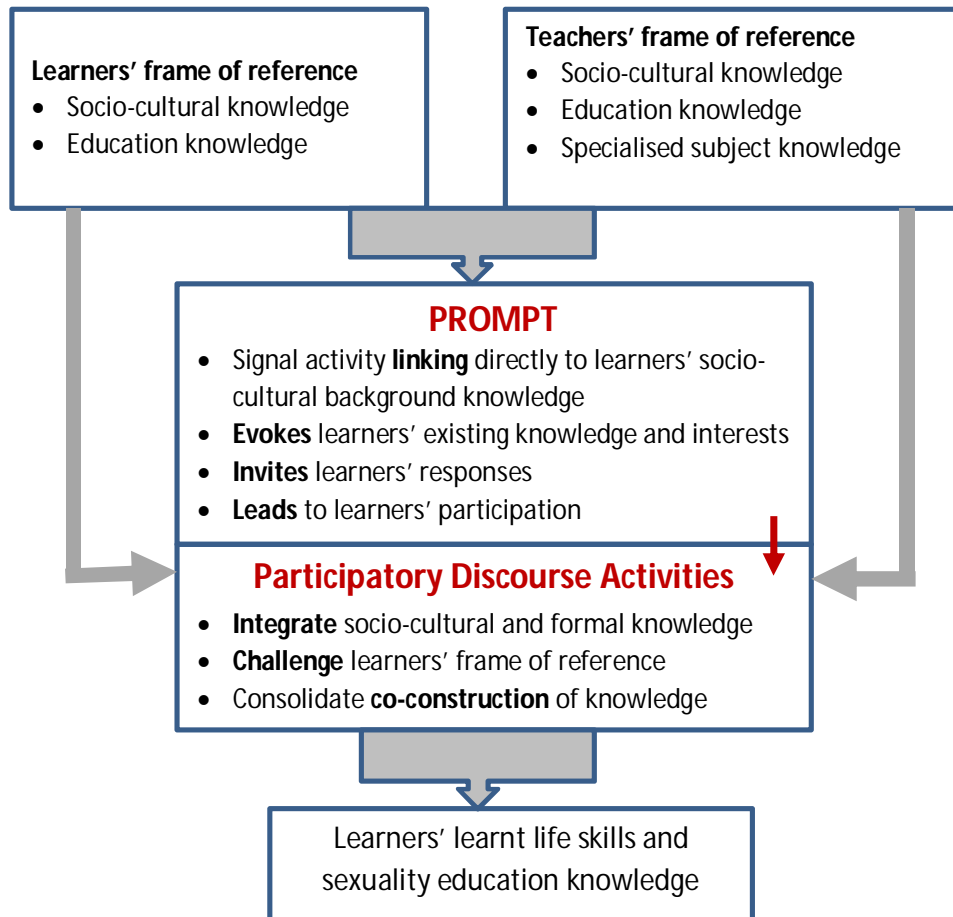 Learners’ frame of reference
• Socio-cultural knowledge
• Education knowledge
Teachers’ frame of reference
• Socio-cultural knowledge
• Education knowledge
• Specialised subject knowledge
PROMPT
• Signal activity linking directly to learners’ socio-
cultural background knowledge
• Evokes learners’ existing knowledge and interests
• Invites learners’ responses
• Leads to learners’ participation
Participatory Discourse Activities
• Integrate socio-cultural and formal knowledge
• Challenge learners’ frame of reference
• Consolidate co-construction of knowledge
Learners’ learnt life skills and
sexuality education knowledge